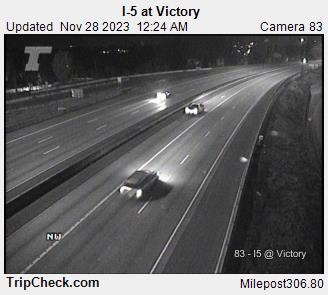 I-5 at Victory
Updated Nov 28 2023 12:24 AM Camera 83
T
NW
83 - I5 @ Victory
TripCheck.com Milepost306.80